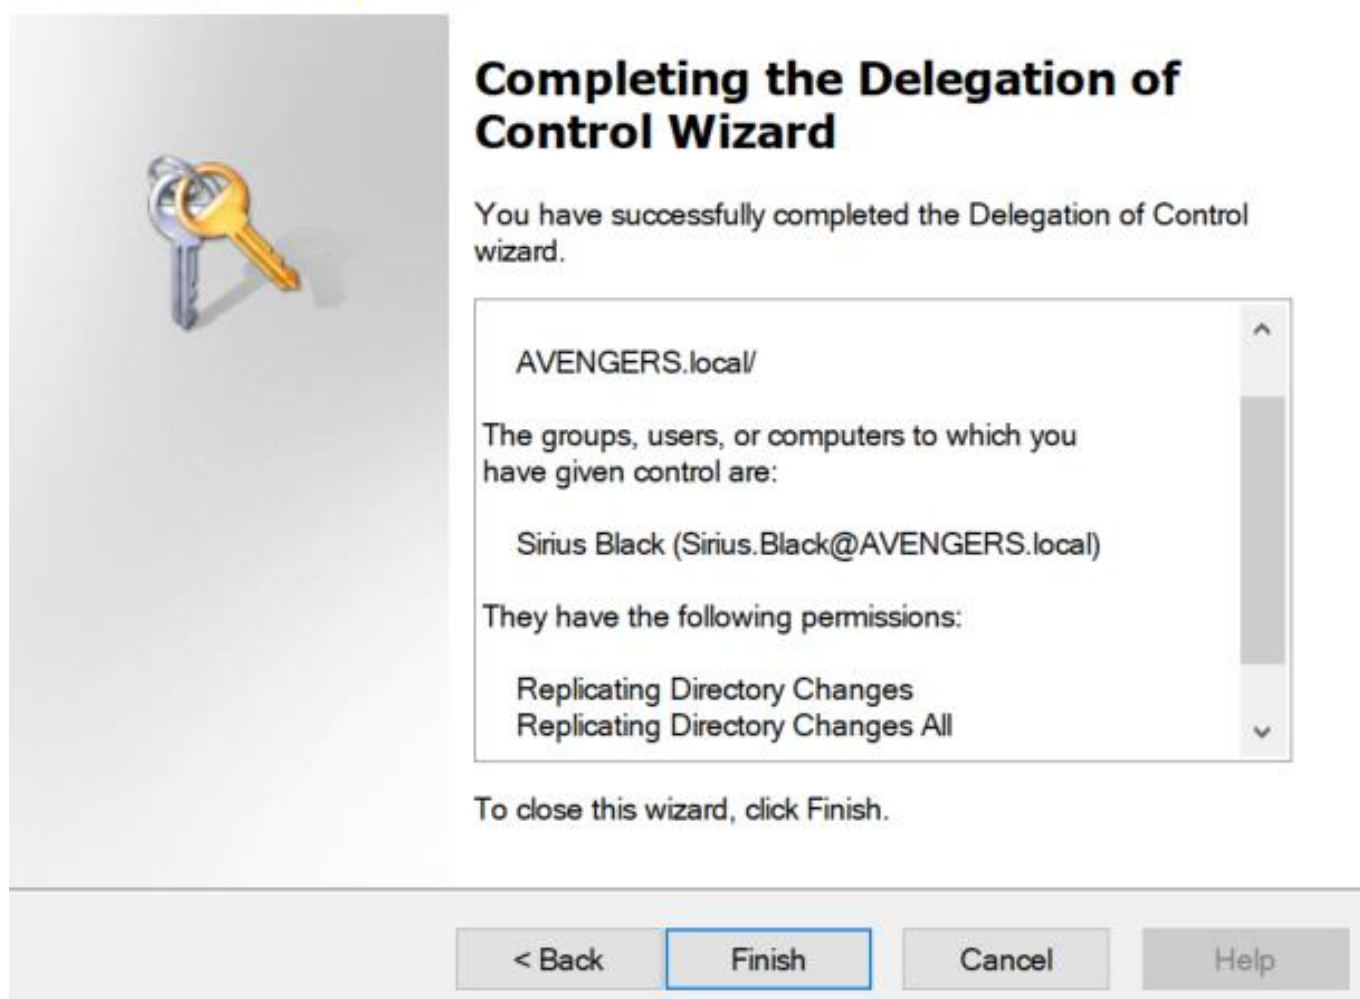 Completing the Delegation of
Control Wizard
You have successfully completed the Delegation of Control
wizard.
AVENGERS.local/
The groups, users, or computers to which you
have given control are:
Sirius Black (Sirius.Black@AVENGERS.local)
They have the following permissions:
Replicating Directory Changes
Replicating Directory Changes All
To close this wizard, click Finish.
< Back
Finish
Cancel
Help